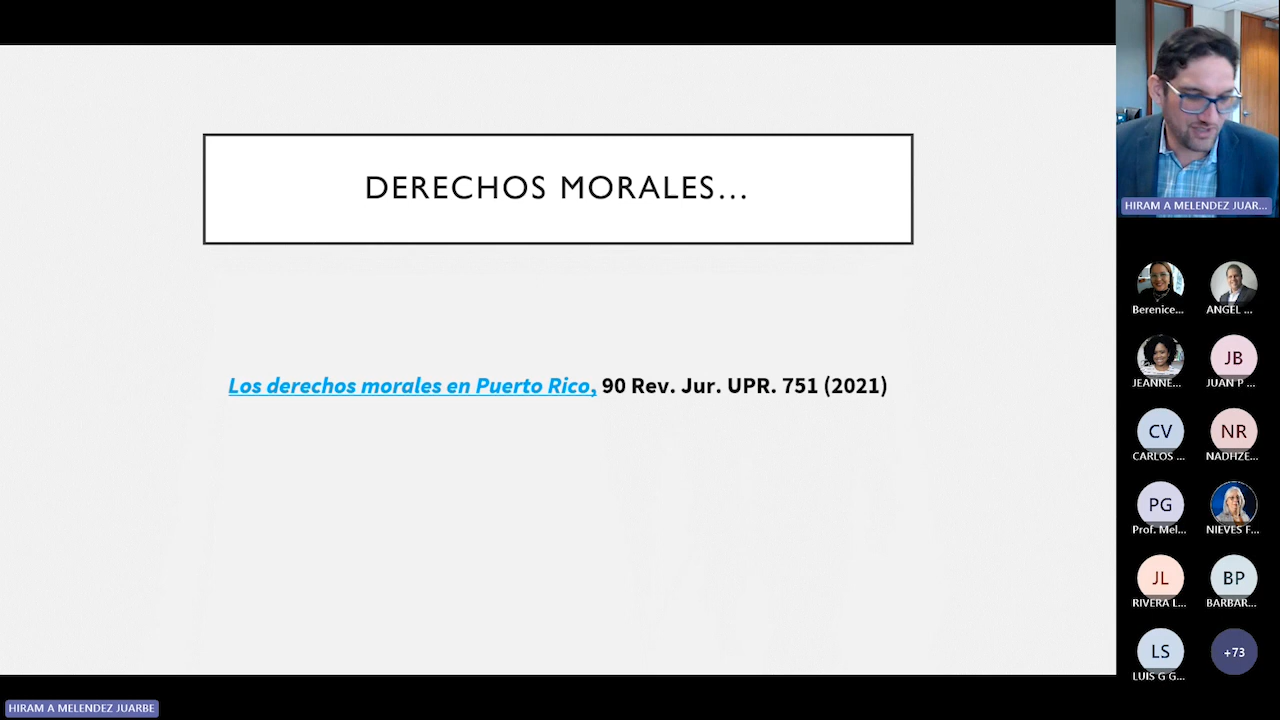 DERECHOS MORALES...
Los derechos morales en Puerto Rico, 90 Rev. Jur. UPR. 751 (2021)
HIRAM A MELENDEZ JUAR...
Berenice...
ANGEL ...
JEANNE...
JB
JUAN P ...
CV
CARLOS ...
NR
NADHZE...
PG
Prof. Mel...
NIEVES F...
JL
RIVERA L...
BP
BARBAR...
LS
LUIS G G...
+73
HIRAM A MELENDEZ JUARBE